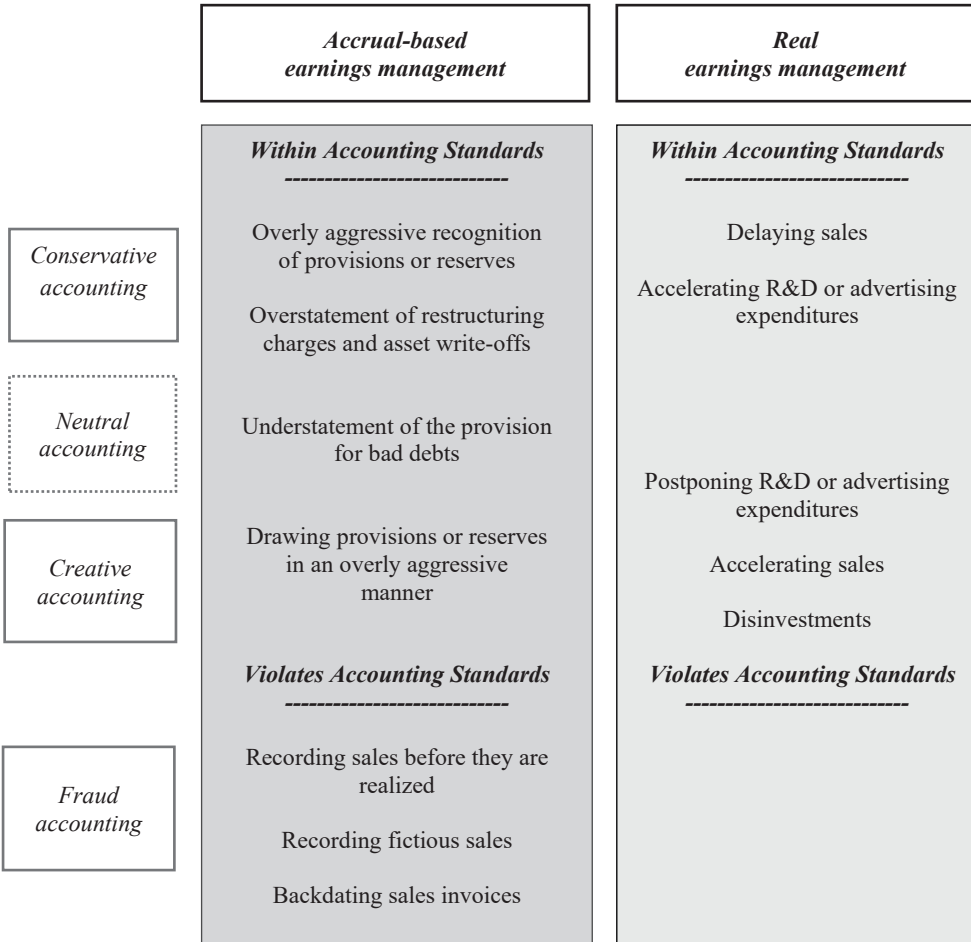 Accrual-based
earnings management
Real
earnings management
Within Accounting Standards
----------------------------
Within Accounting Standards
----------------------------
Conservative
accounting
Overly aggressive recognition
of provisions or reserves
Overstatement of restructuring
charges and asset write-offs
Delaying sales
Accelerating R&D or advertising
expenditures
Neutral
accounting
Understatement of the provision
for bad debts
Creative
accounting
Drawing provisions or reserves
in an overly aggressive
manner
Postponing R&D or advertising
expenditures
Accelerating sales
Disinvestments
Violates Accounting Standards
----------------------------
Violates Accounting Standards
----------------------------
Fraud
accounting
Recording sales before they are
realized
Recording fictious sales
Backdating sales invoices